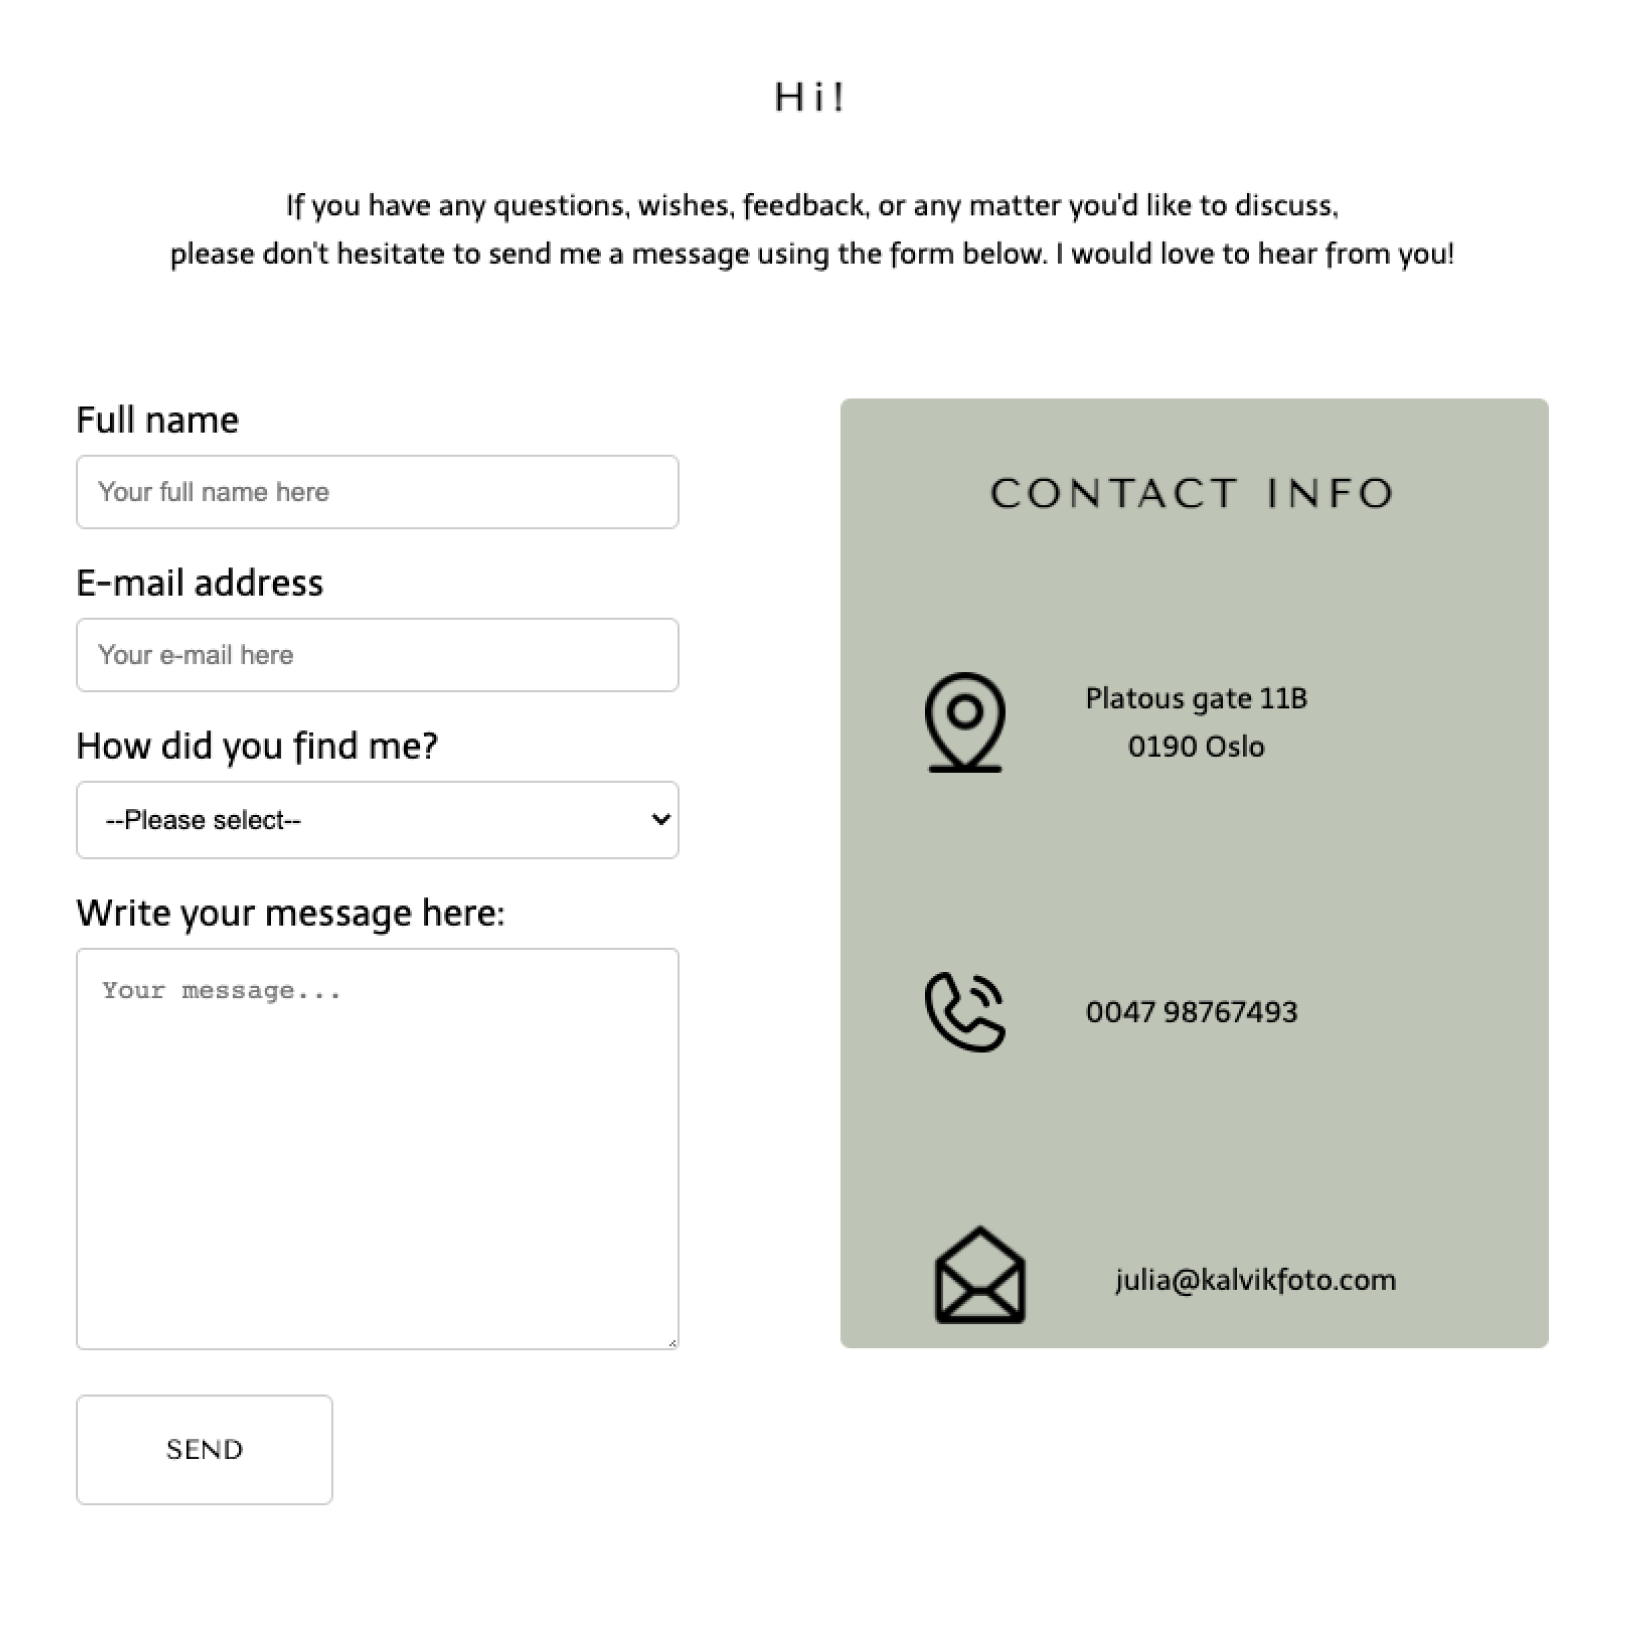 Hi!
If you have any questions, wishes, feedback, or any matter you'd like to discuss,
please don't hesitate to send me a message using the form below. I would love to hear from you!
Full name
Your full name here
E-mail address
Your e-mail here
How did you find me?
--Please select--
Write your message here:
Your message...
SEND
CONTACT INFO
Platous gate 11B
0190 Oslo
0047 98767493
julia@kalvikfoto.com